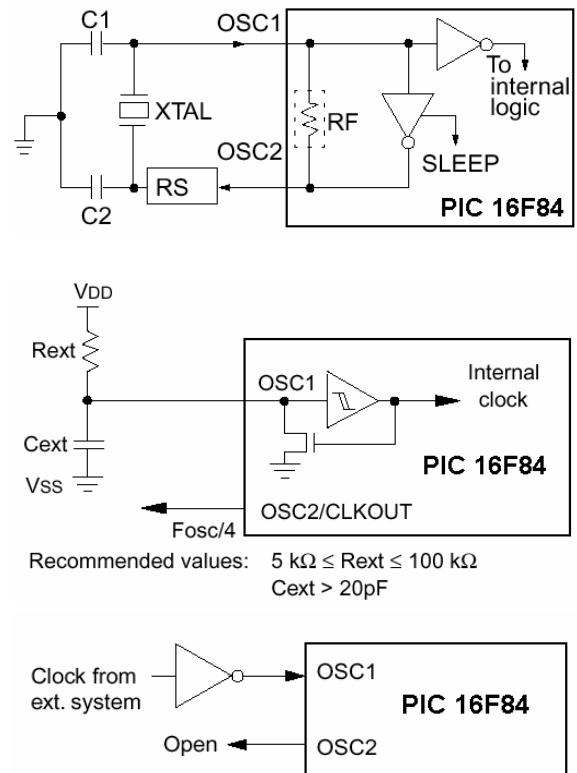 C1
OSC1
To
internal
logic
XTAL
RF
OSC2
SLEEP
RS
C2
PIC 16F84
VDD
Rext
OSC1
Internal
clock
Cext
PIC 16F84
VSS
OSC2/CLKOUT
Fosc/4
Recommended values: 5 kΩ ≤ Rext ≤ 100 kΩ
Cext > 20pF
Clock from
ext. system
OSC1
PIC 16F84
Open
OSC2